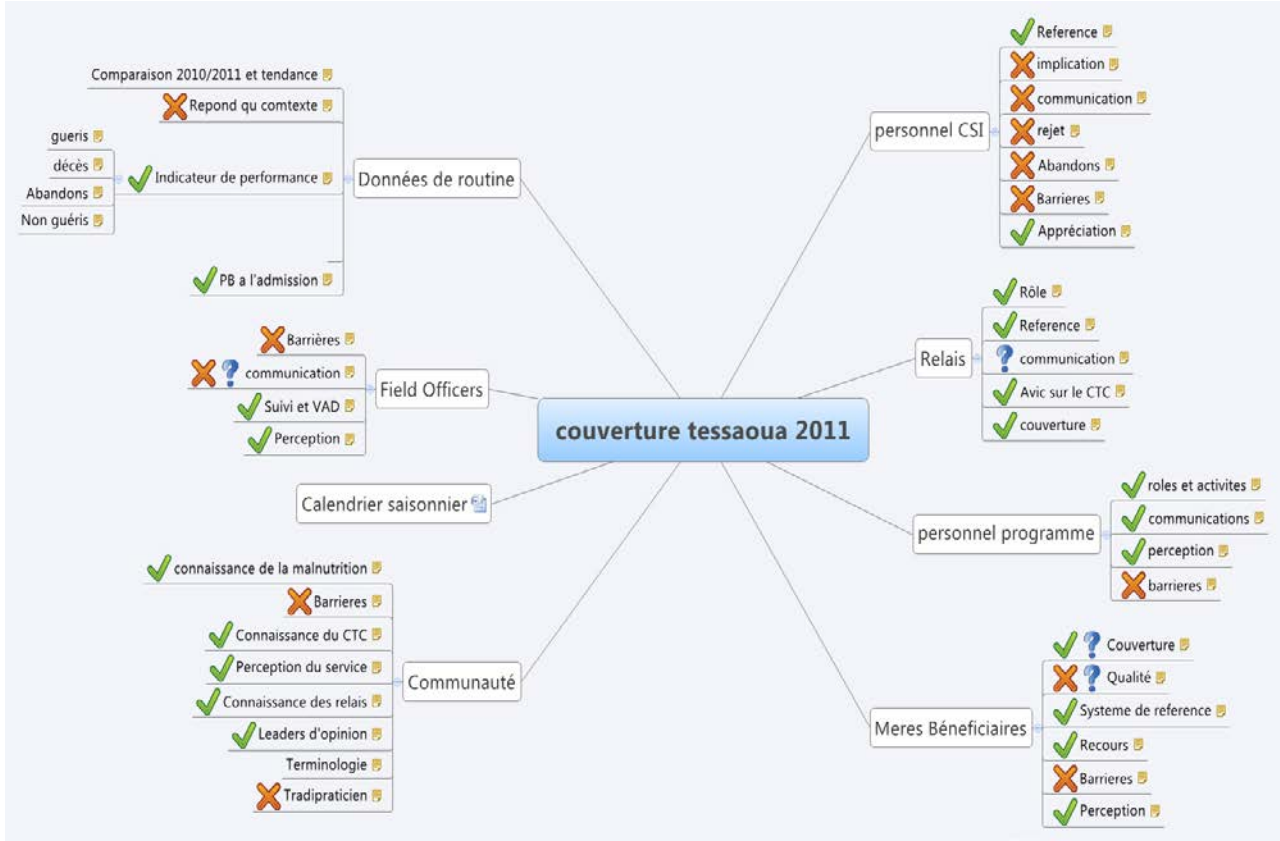 couverture tessaoua 2011
personnel CSI
Reference
implication
communication
rejet
Abandons
Barrieres
Appréciation
Relais
Rôle
Reference
communication
Avic sur le CTC
couverture
personnel programme
roles et activites
communications
perception
barrieres
Meres Béneficiaires
Couverture
Qualité
Systeme de reference
Recours
Barrieres
Perception
Données de routine
Comparaison 2010/2011 et tendance
Repond qu comtexte
Indicateur de performance
gueris
décès
Abandons
Non guéris
PB a l'admission
Field Officers
Barrières
communication
Suivi et VAD
Perception
Calendrier saisonnier
Communauté
connaissance de la malnutrition
Barrieres
Connaissance du CTC
Perception du service
Connaissance des relais
Leaders d'opinion
Terminologie
Tradipraticien